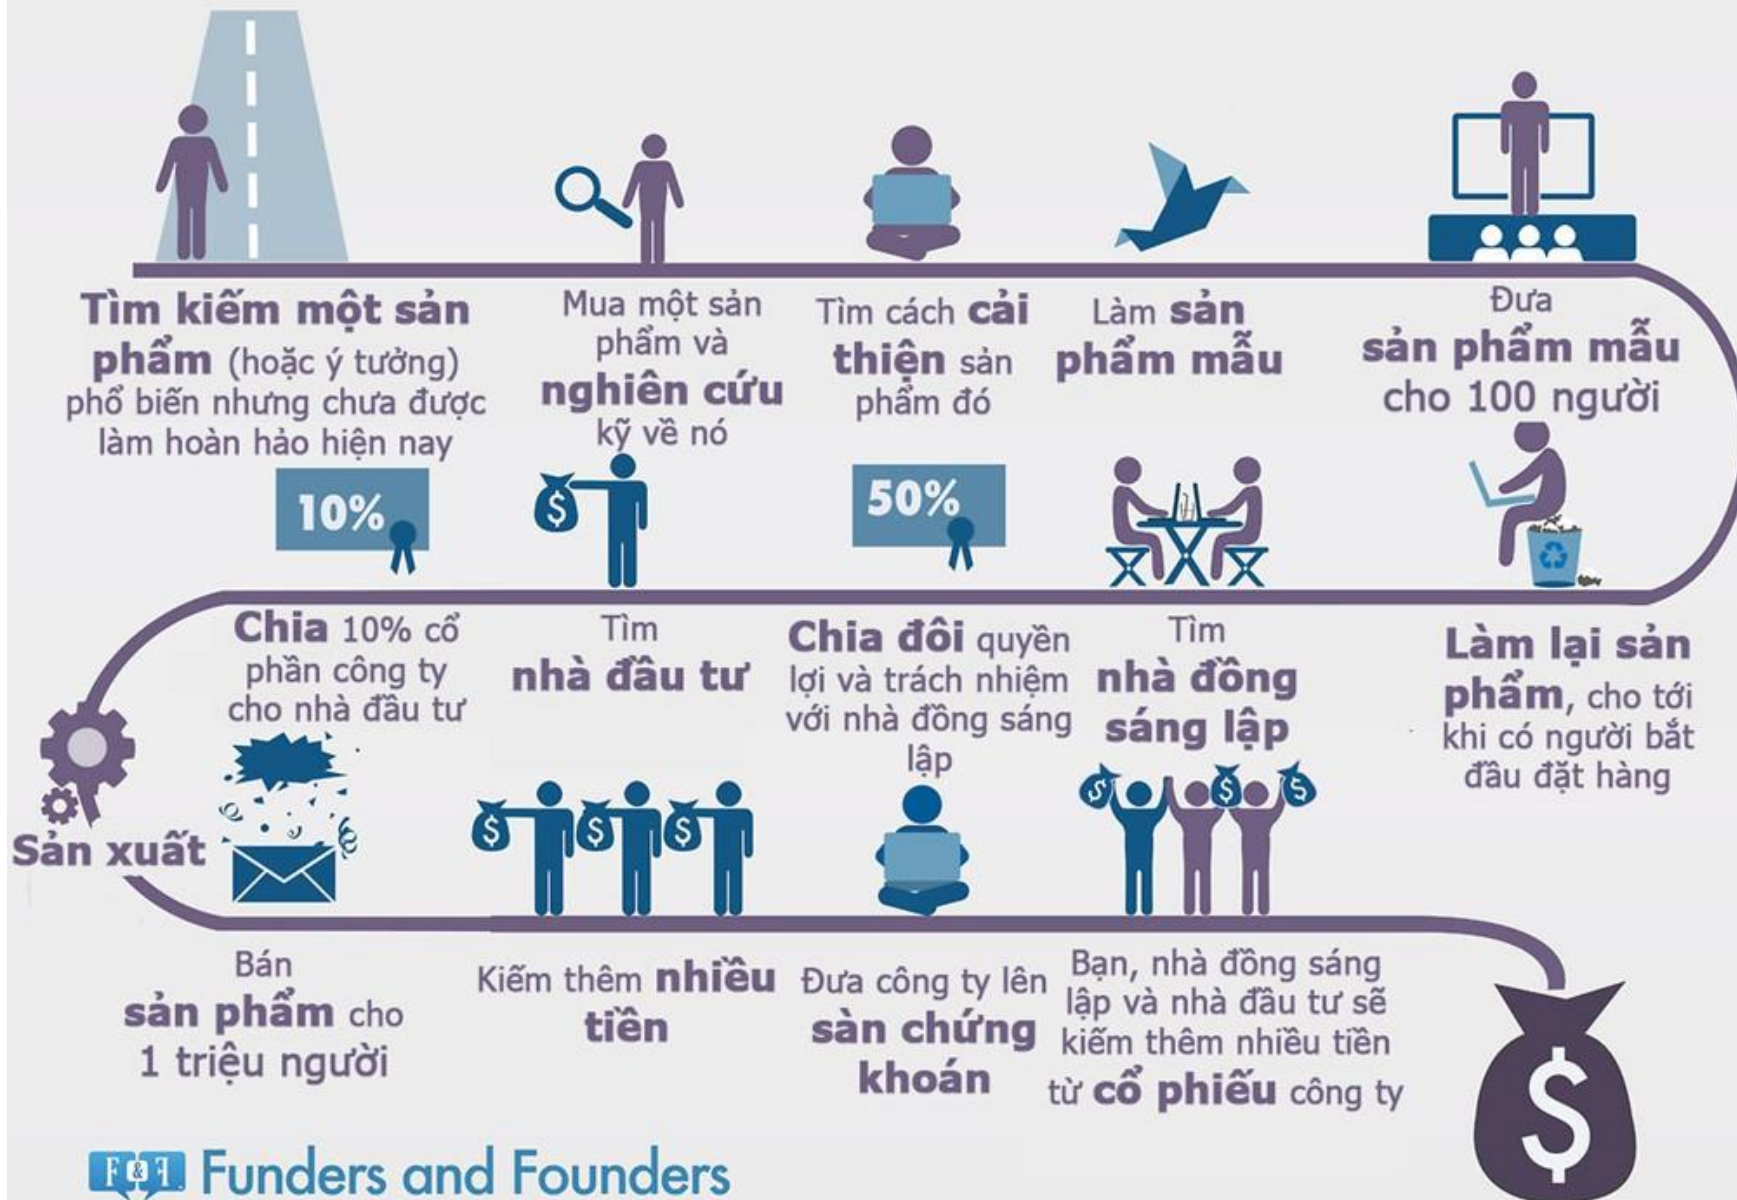 Tìm kiếm một sản
phẩm (hoặc ý tưởng)
phổ biến nhưng chưa được
làm hoàn hảo hiện nay
Mua một sản
phẩm và
nghiên cứu
kỹ về nó
Tìm cách cải
thiện sản
phẩm đó
Làm sản
phẩm mẫu
Đưa
sản phẩm mẫu
cho 100 người
Làm lại sản
phẩm, cho tới
khi có người bắt
đầu đặt hàng
Tìm
nhà đồng
sáng lập
50%
Chia đôi quyền
lợi và trách nhiệm
với nhà đồng sáng
lập
$
Tìm
nhà đầu tư
10%
Chia 10% cổ
phần công ty
cho nhà đầu tư
Sản xuất
Bán
sản phẩm cho
1 triệu người
$ $ $
Kiếm thêm nhiều
tiền
Đưa công ty lên
sàn chứng
khoán
$ $ $
Bạn, nhà đồng sáng
lập và nhà đầu tư sẽ
kiếm thêm nhiều tiền
từ cổ phiếu công ty
$
F&F Funders and Founders